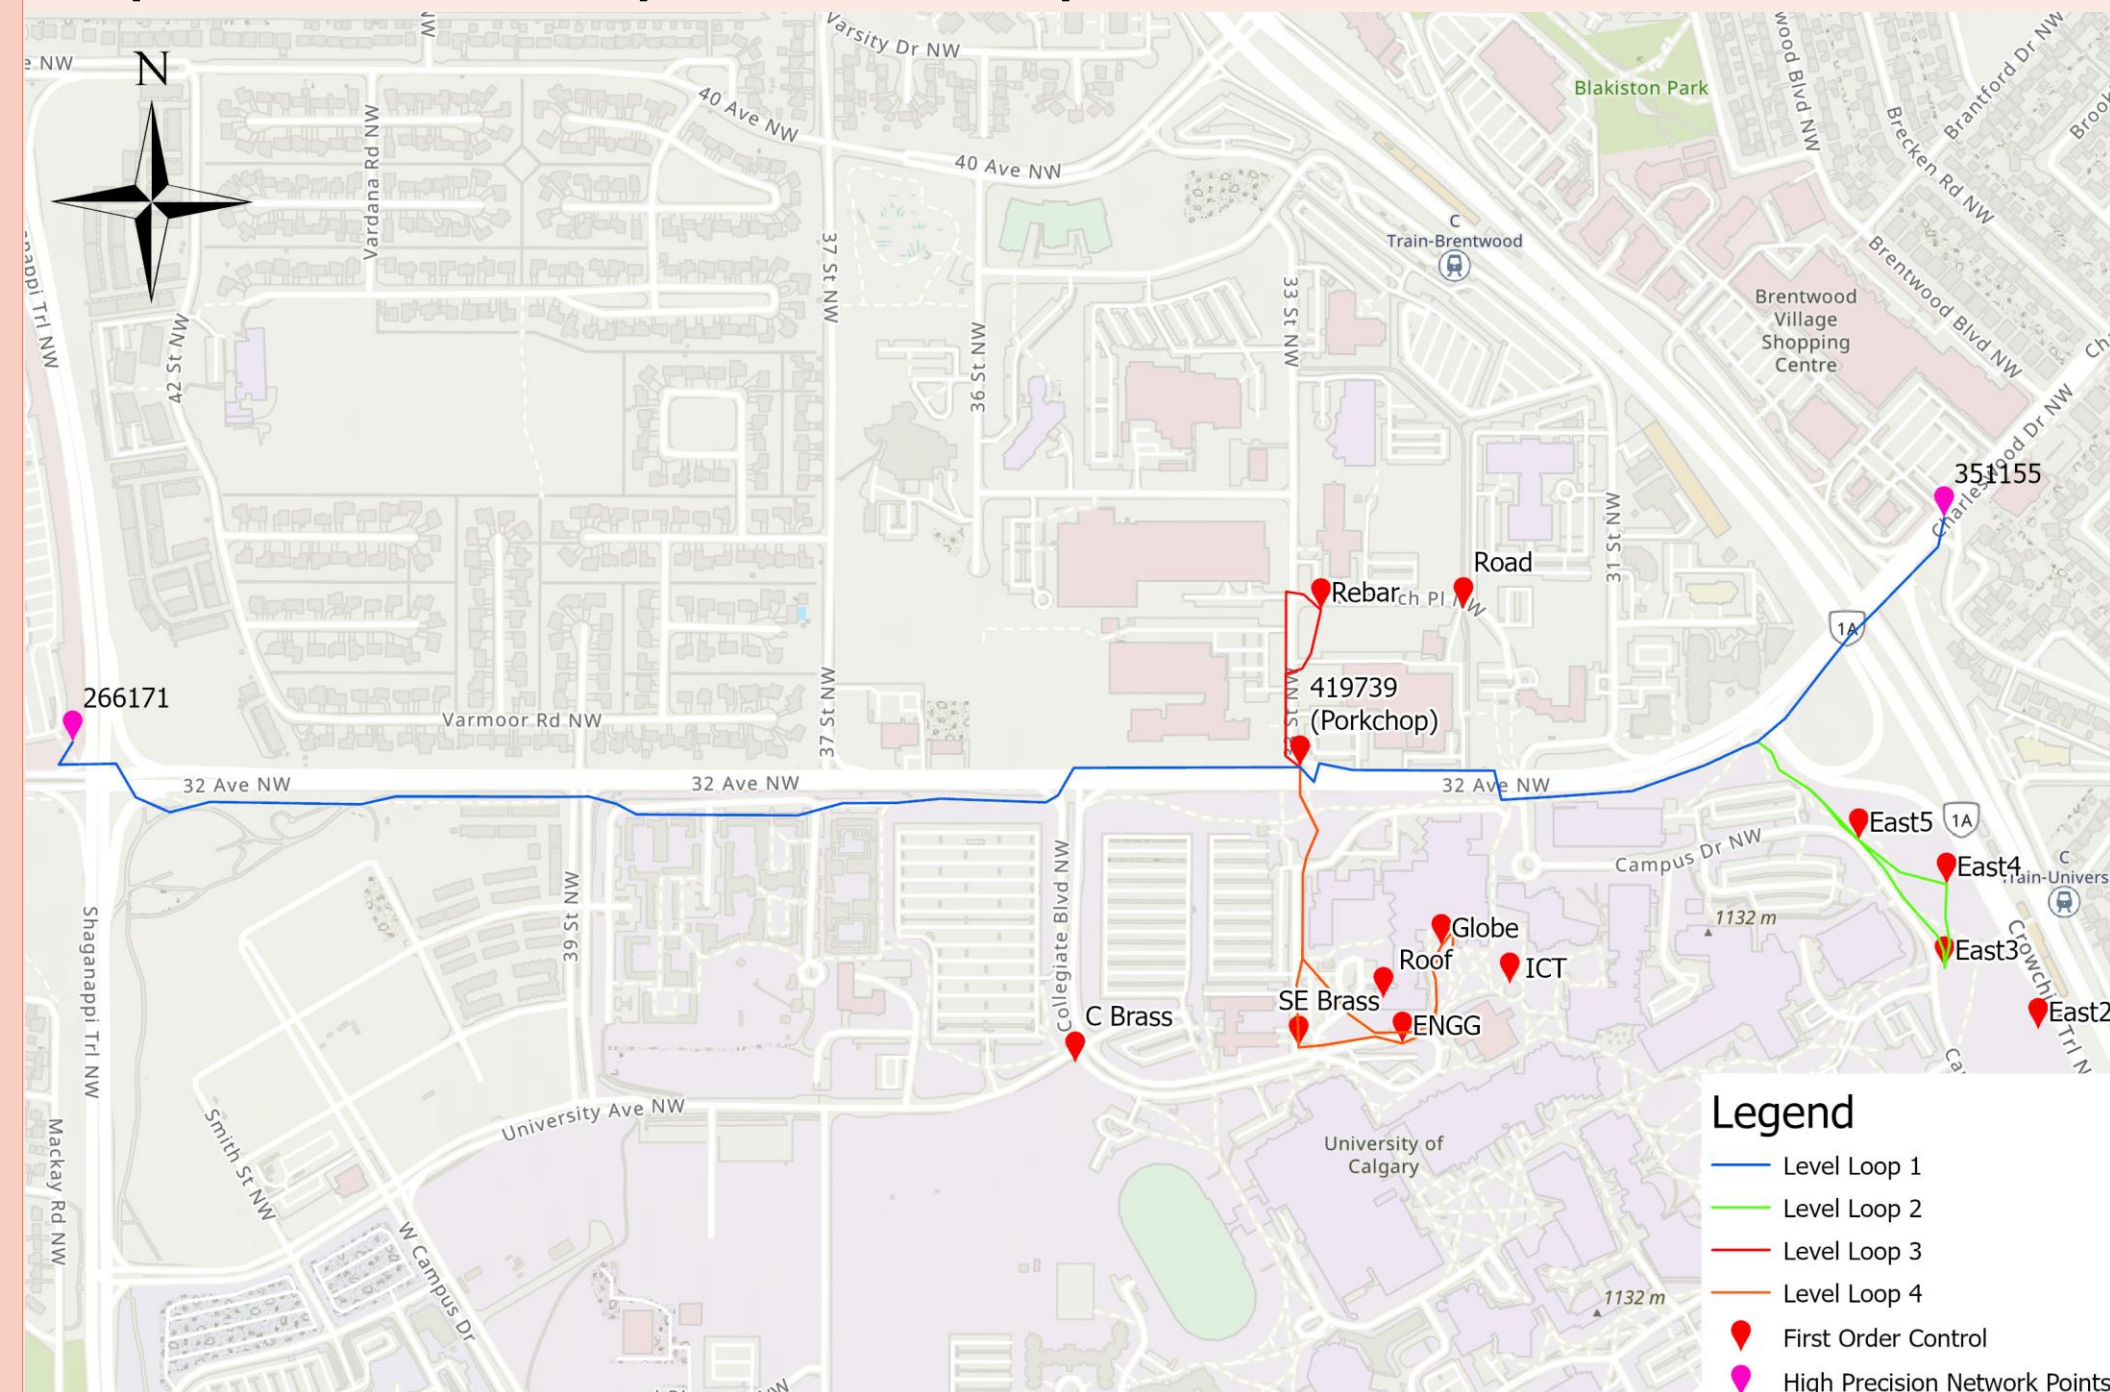 Varsity Dr NW
N
40 Ave NW
40 Ave NW
Blakiston Park
Brantford Dr NW
Brecken Rd NW
Vardana Rd NW
C
Train-Brentwood
37 St NW
33 St NW
36 St NW
42 St NW
Brentwood
Village
Shopping
Centre
Brentwood Blvd NW
Charleswood Dr NW
351155
31 St NW
Road
Rebar
ch Pl NW
1A
266171
419739
(Porkchop)
Varmoor Rd NW
37 St NW
32 Ave NW
32 Ave NW
32 Ave NW
East5
1A
Campus Dr NW
East4
C
East3
1132 m
Globe
Roof
ICT
SE Brass
ENGG
C Brass
East2
39 St NW
Collegiate Blvd NW
Shaganappi Trl NW
University Ave NW
Smith St NW
Mackay Rd NW
W Campus Dr
University of
Calgary
1132 m
Legend
Level Loop 1
Level Loop 2
Level Loop 3
Level Loop 4
First Order Control
High Precision Network Points